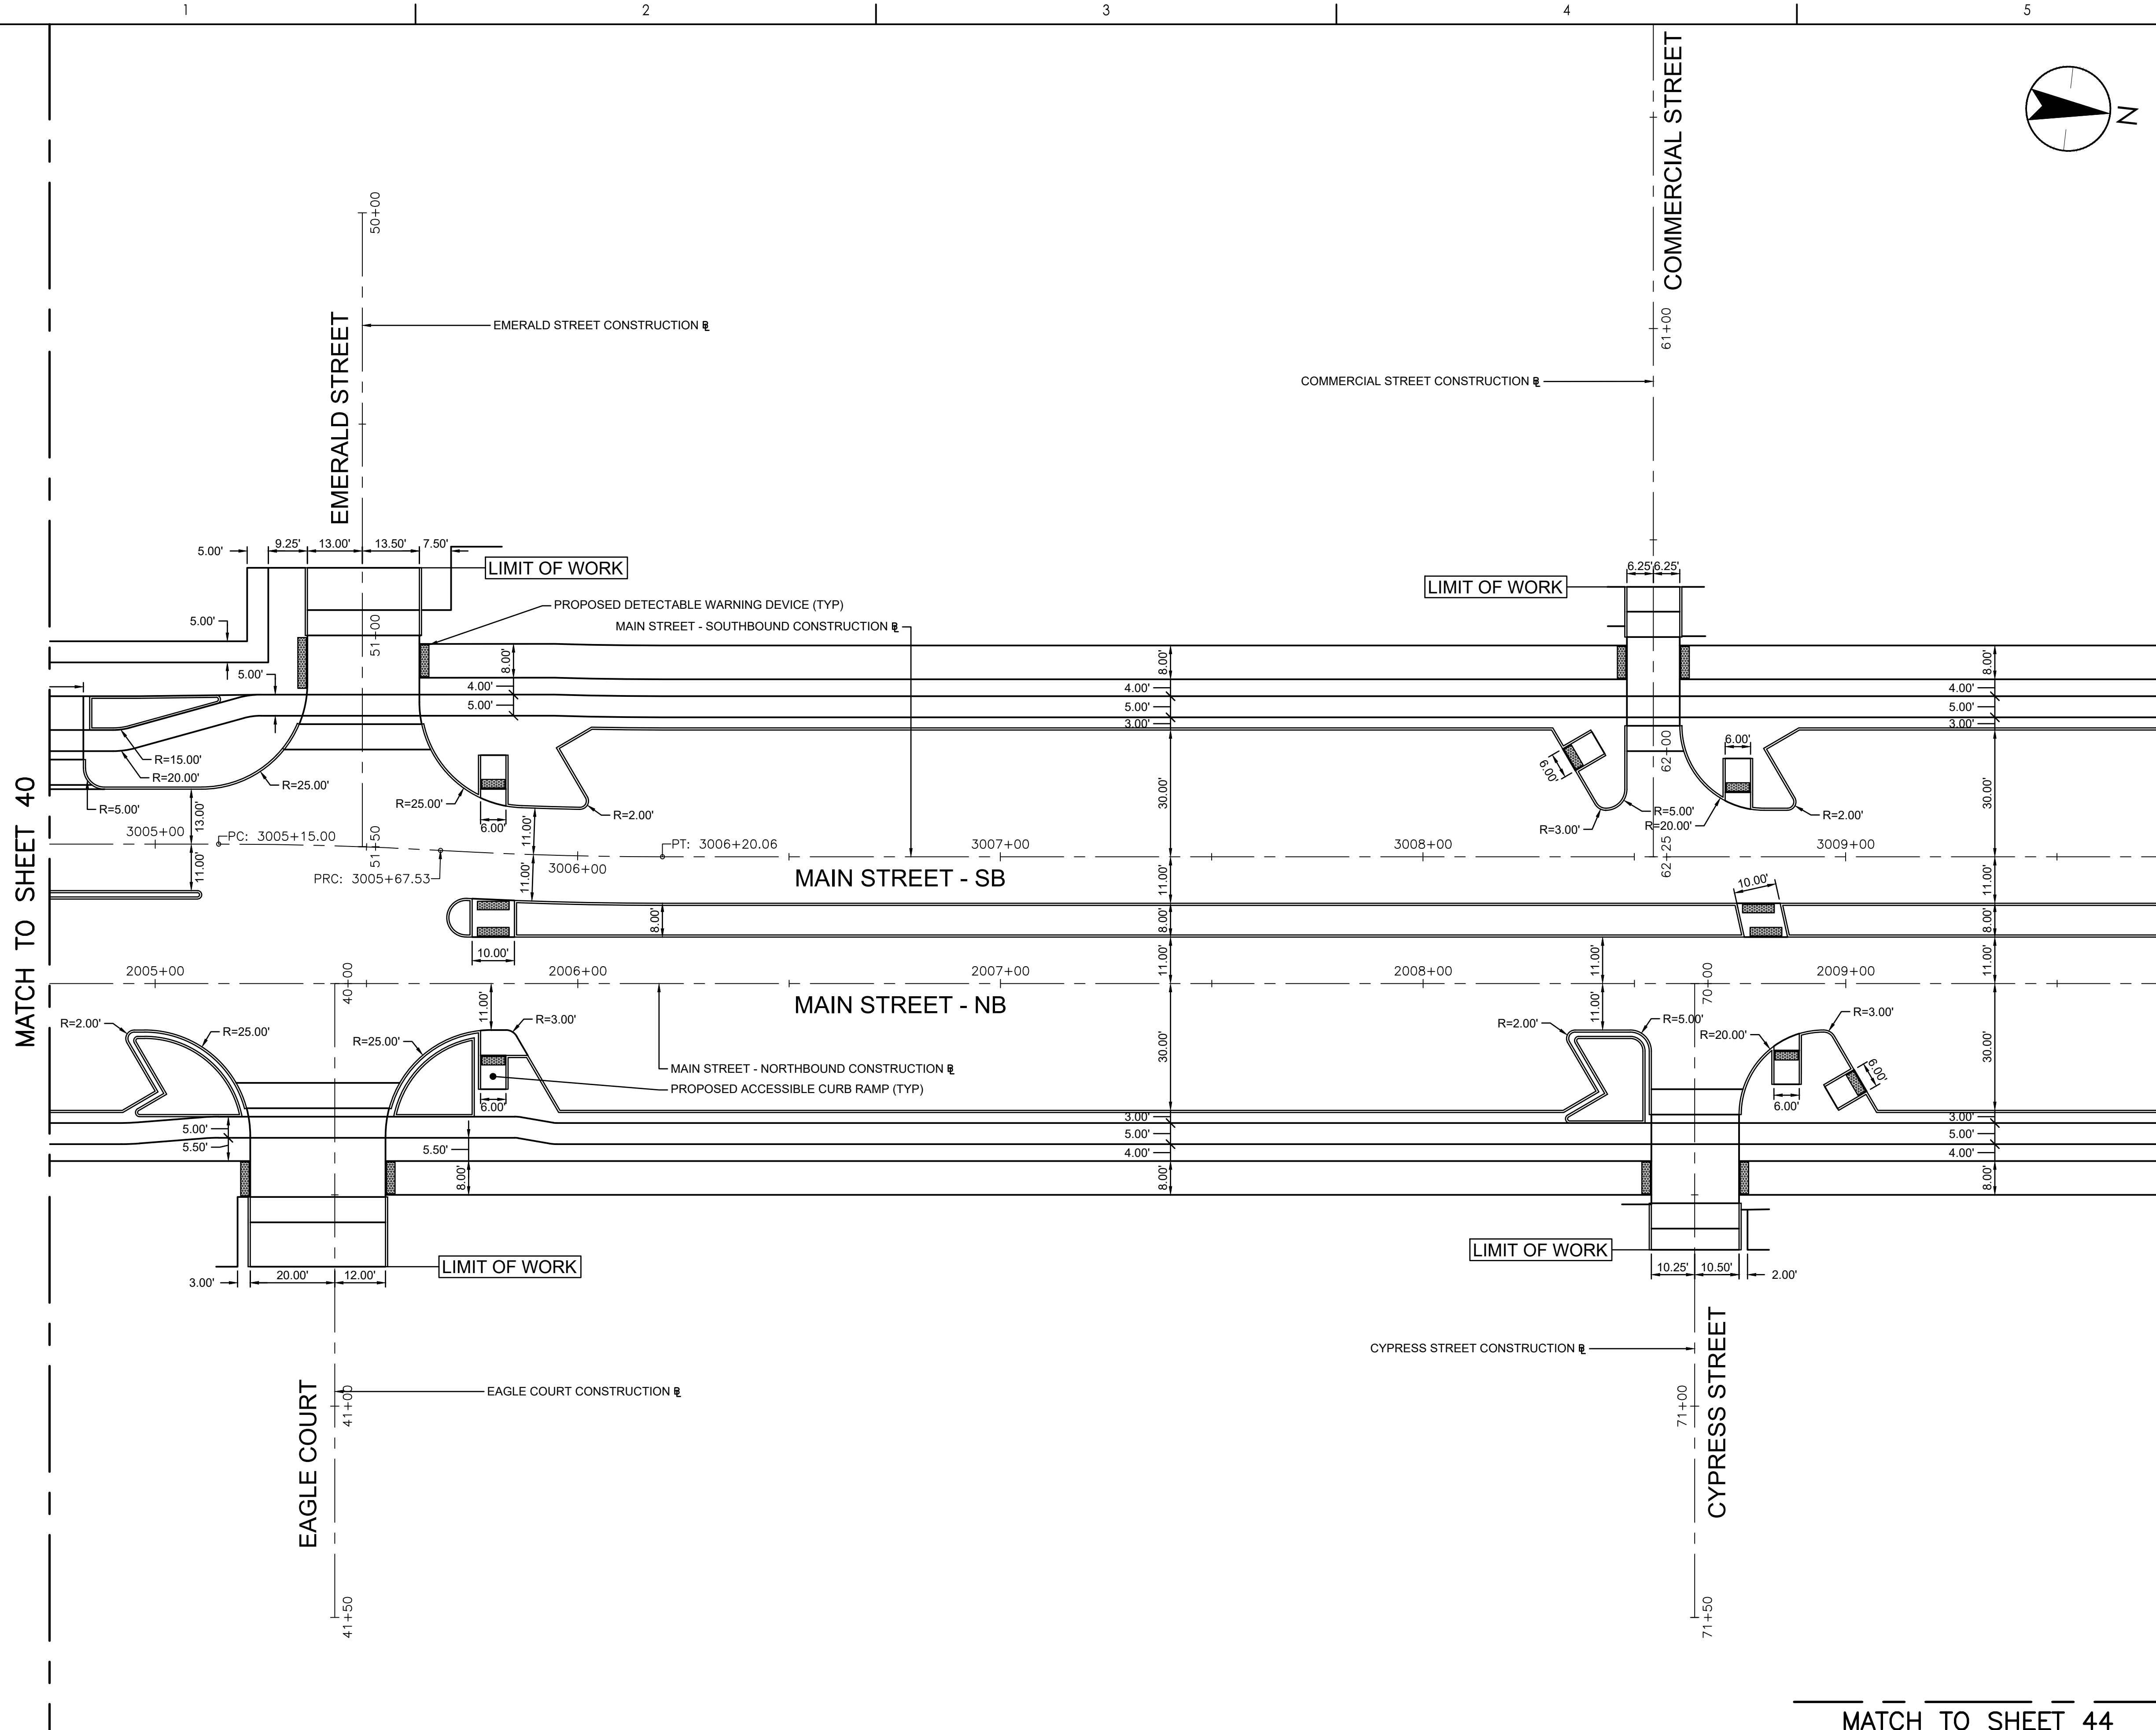 1
2
3
4
5
COMMERCIAL STREET
N
50+00
EMERALD STREET
EMERALD STREET CONSTRUCTION ⅊
61+00
COMMERCIAL STREET CONSTRUCTION ⅊
5.00'
9.25'
13.00'
13.50'
7.50'
LIMIT OF WORK
6.25'
6.25'
LIMIT OF WORK
PROPOSED DETECTABLE WARNING DEVICE (TYP)
MAIN STREET - SOUTHBOUND CONSTRUCTION ⅊
5.00'
51+00
8.00'
8.00'
8.00'
5.00'
4.00'
4.00'
4.00'
5.00'
5.00'
5.00'
3.00'
3.00'
R=15.00'
R=20.00'
R=25.00'
R=5.00'
13.00'
R=25.00'
6.00'
R=2.00'
11.00'
30.00'
6.00'
62+00
6.00'
R=5.00'
R=3.00'
R=20.00'
R=2.00'
30.00'
MATCH TO SHEET 40
3005+00
PC: 3005+15.00
51+50
PRC: 3005+67.53
3006+00
PT: 3006+20.06
3007+00
3008+00
62+25
3009+00
11.00'
11.00'
MAIN STREET - SB
11.00'
11.00'
10.00'
8.00'
8.00'
8.00'
10.00'
2005+00
40+00
2006+00
2007+00
2008+00
70+00
2009+00
11.00'
11.00'
11.00'
MAIN STREET - NB
R=2.00'
R=25.00'
R=25.00'
11.00'
R=3.00'
R=2.00'
11.00'
R=5.00'
R=20.00'
R=3.00'
30.00'
30.00'
MAIN STREET - NORTHBOUND CONSTRUCTION ⅊
PROPOSED ACCESSIBLE CURB RAMP (TYP)
6.00'
6.00'
6.00'
3.00'
3.00'
5.00'
5.00'
5.00'
5.50'
5.50'
4.00'
4.00'
8.00'
8.00'
8.00'
LIMIT OF WORK
LIMIT OF WORK
3.00'
20.00'
12.00'
10.25'
10.50'
2.00'
CYPRESS STREET CONSTRUCTION ⅊
CYPRESS STREET
EAGLE COURT CONSTRUCTION ⅊
EAGLE COURT
41+00
71+00
41+50
71+50
MATCH TO SHEET 44